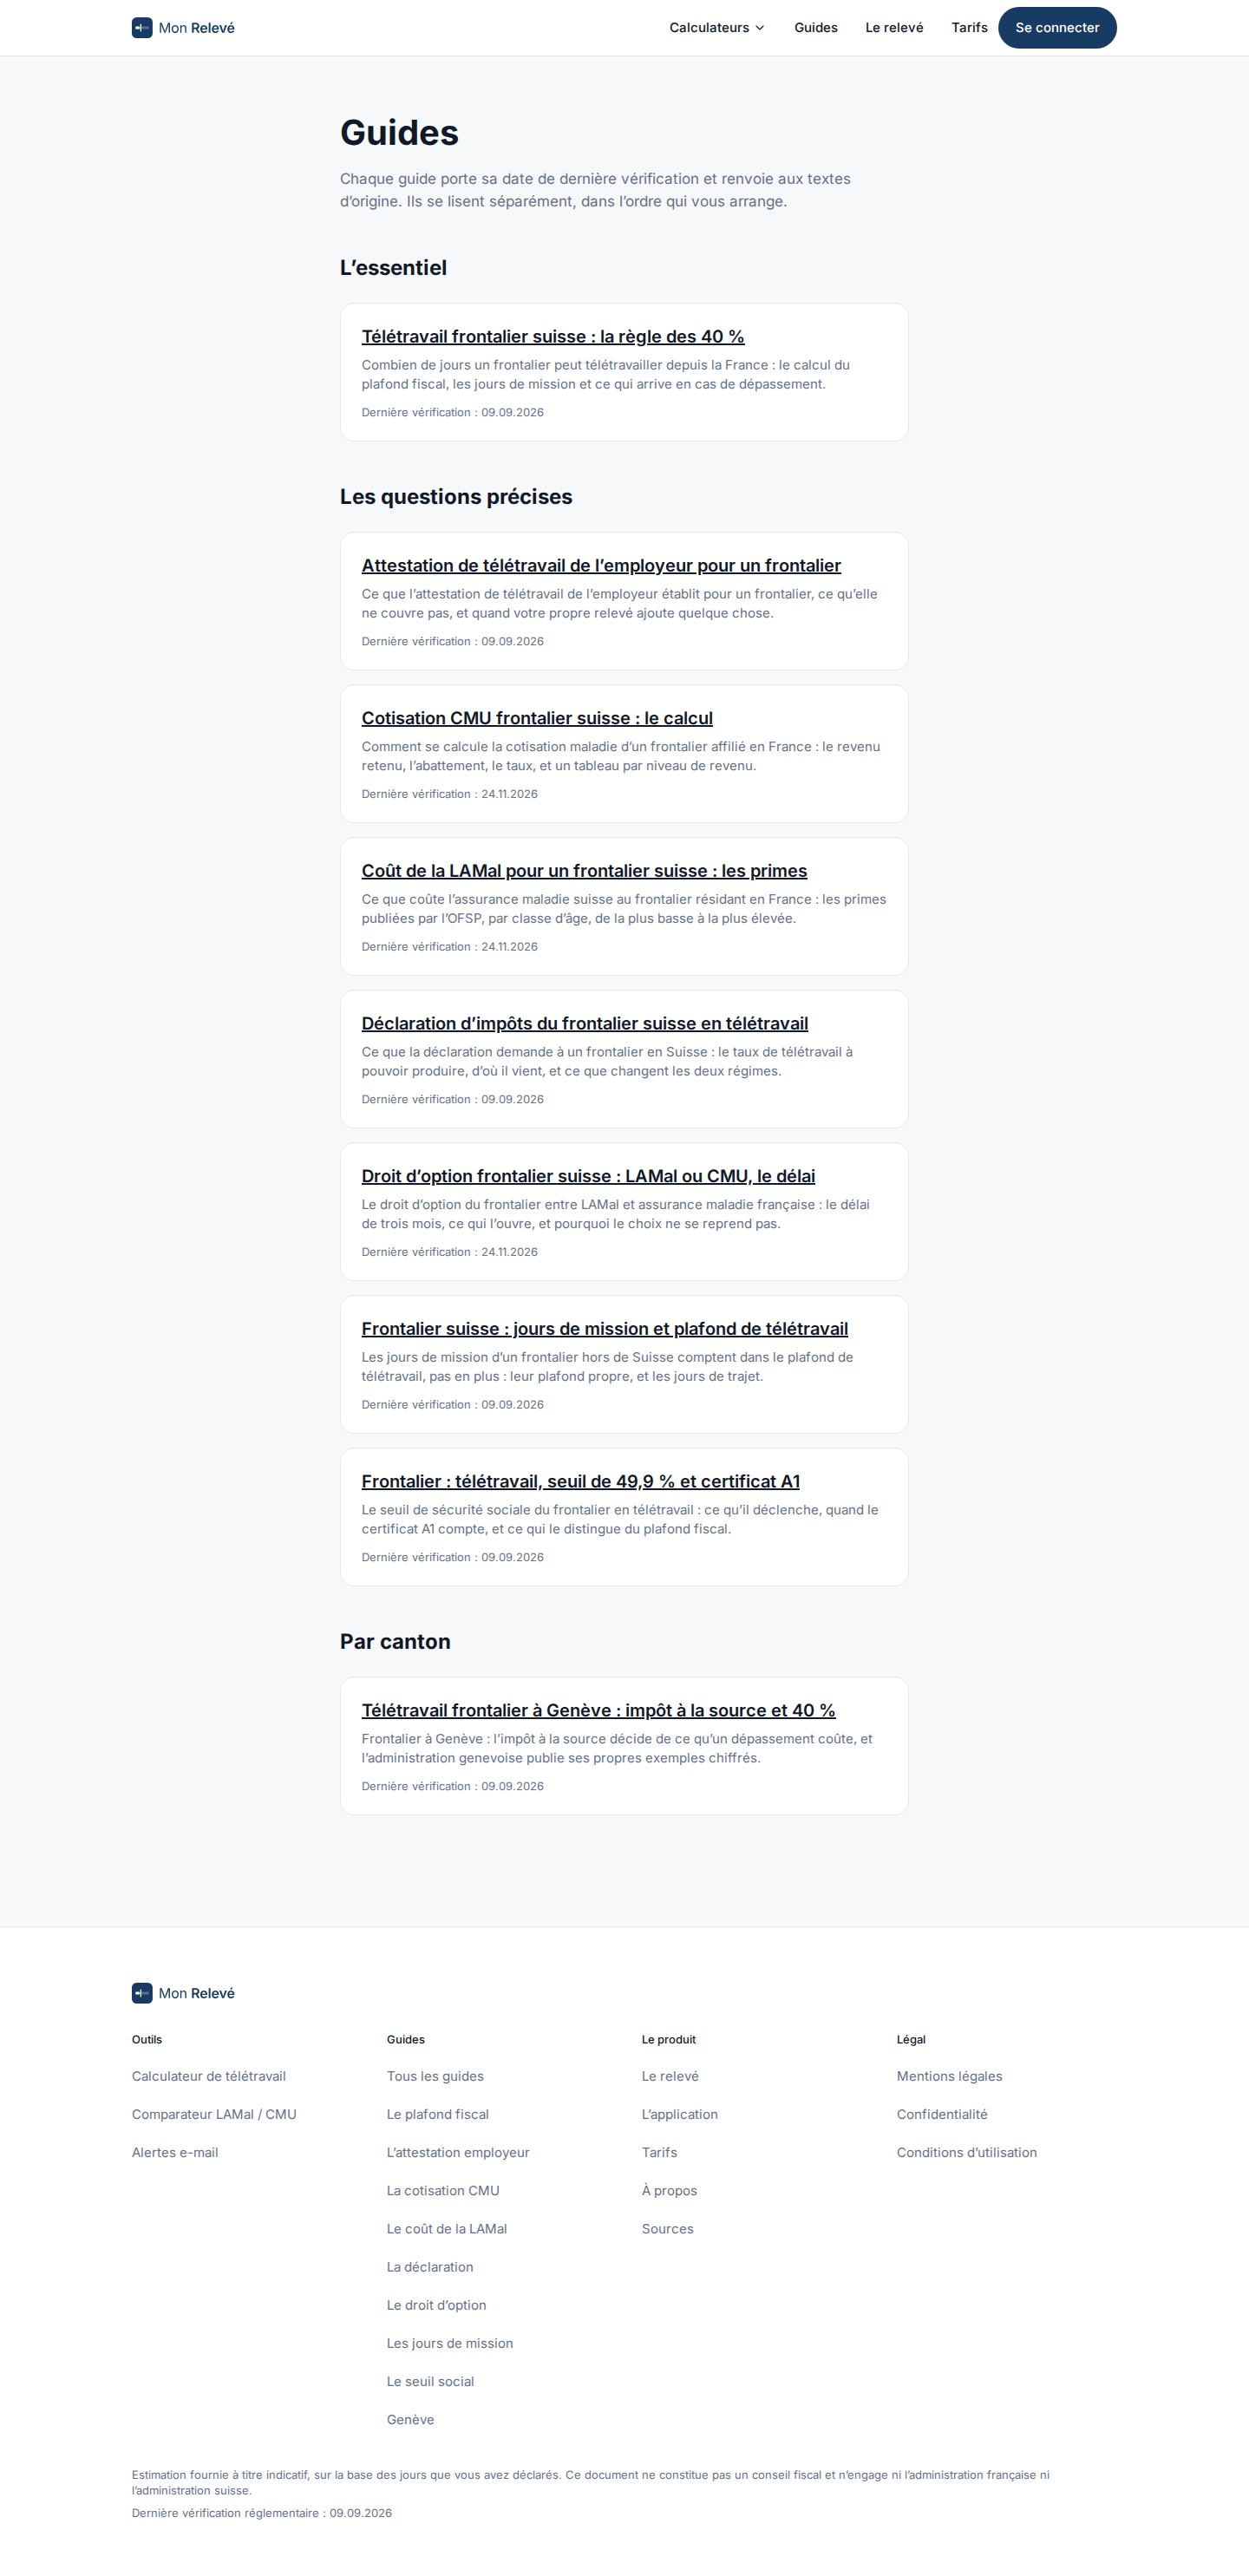 Mon Relevé
Calculateurs
Guides
Le relevé
Tarifs
Se connecter
Guides
Chaque guide porte sa date de dernière vérification et renvoie aux textes
d’origine. Ils se lisent séparément, dans l’ordre qui vous arrange.
L’essentiel
Télétravail frontalier suisse : la règle des 40 %
Combien de jours un frontalier peut télétravailler depuis la France : le calcul du
plafond fiscal, les jours de mission et ce qui arrive en cas de dépassement.
Dernière vérification : 09.09.2026
Les questions précises
Attestation de télétravail de l’employeur pour un frontalier
Ce que l’attestation de télétravail de l’employeur établit pour un frontalier, ce qu’elle
ne couvre pas, et quand votre propre relevé ajoute quelque chose.
Dernière vérification : 09.09.2026
Cotisation CMU frontalier suisse : le calcul
Comment se calcule la cotisation maladie d’un frontalier affilié en France : le revenu
retenu, l’abattement, le taux, et un tableau par niveau de revenu.
Dernière vérification : 24.11.2026
Coût de la LAMal pour un frontalier suisse : les primes
Ce que coûte l’assurance maladie suisse au frontalier résidant en France : les primes
publiées par l’OFSP, par classe d’âge, de la plus basse à la plus élevée.
Dernière vérification : 24.11.2026
Déclaration d’impôts du frontalier suisse en télétravail
Ce que la déclaration demande à un frontalier en Suisse : le taux de télétravail à
pouvoir produire, d’où il vient, et ce que changent les deux régimes.
Dernière vérification : 09.09.2026
Droit d’option frontalier suisse : LAMal ou CMU, le délai
Le droit d’option du frontalier entre LAMal et assurance maladie française : le délai
de trois mois, ce qui l’ouvre, et pourquoi le choix ne se reprend pas.
Dernière vérification : 24.11.2026
Frontalier suisse : jours de mission et plafond de télétravail
Les jours de mission d’un frontalier hors de Suisse comptent dans le plafond de
télétravail, pas en plus : leur plafond propre, et les jours de trajet.
Dernière vérification : 09.09.2026
Frontalier : télétravail, seuil de 49,9 % et certificat A1
Le seuil de sécurité sociale du frontalier en télétravail : ce qu’il déclenche, quand le
certificat A1 compte, et ce qui le distingue du plafond fiscal.
Dernière vérification : 09.09.2026
Par canton
Télétravail frontalier à Genève : impôt à la source et 40 %
Frontalier à Genève : l’impôt à la source décide de ce qu’un dépassement coûte, et
l’administration genevoise publie ses propres exemples chiffrés.
Dernière vérification : 09.09.2026
Mon Relevé
Outils
Calculateur de télétravail
Comparateur LAMal / CMU
Alertes e-mail
Guides
Tous les guides
Le plafond fiscal
L’attestation employeur
La cotisation CMU
Le coût de la LAMal
La déclaration
Le droit d’option
Les jours de mission
Le seuil social
Genève
Le produit
Le relevé
L’application
Tarifs
À propos
Sources
Légal
Mentions légales
Confidentialité
Conditions d’utilisation
Estimation fournie à titre indicatif, sur la base des jours que vous avez déclarés. Ce document ne constitue pas un conseil fiscal et n’engage ni l’administration française ni
l’administration suisse.
Dernière vérification réglementaire : 09.09.2026